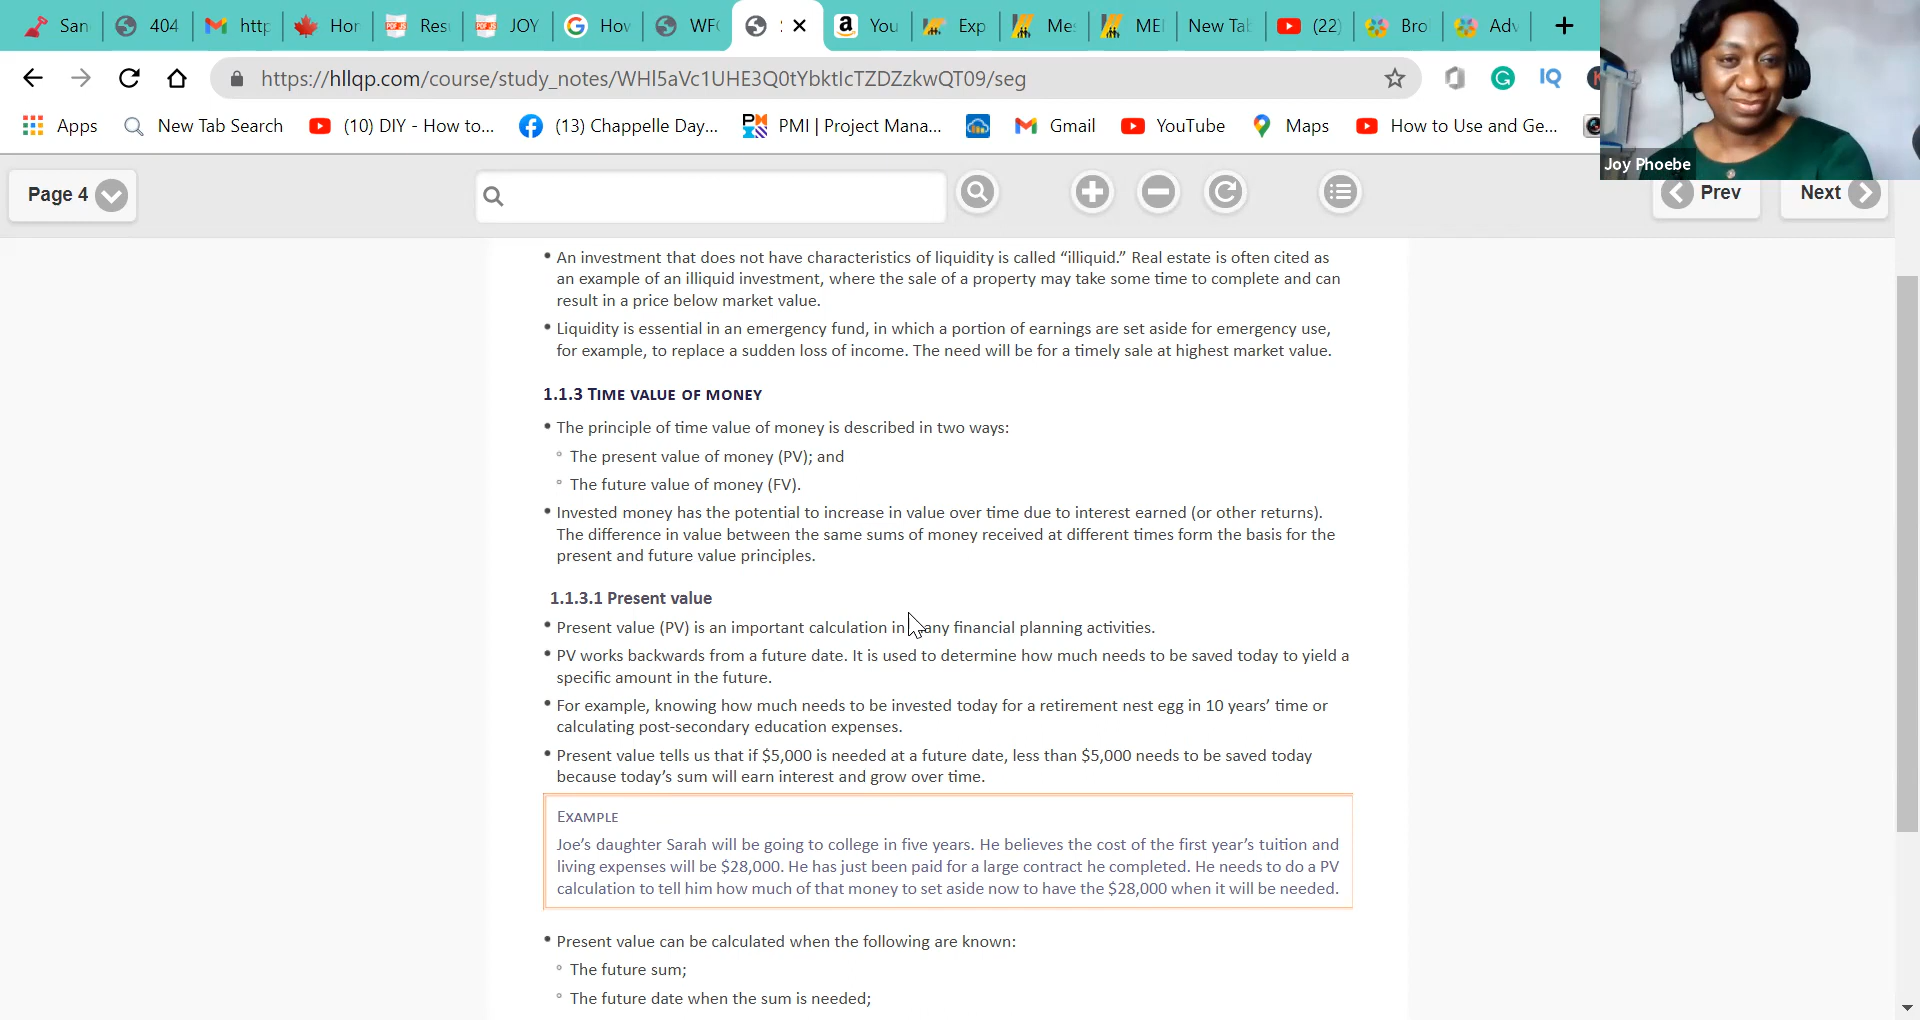 San
404
http
Hor
Res
JOY
How
WFG
You
Exp
Me
MEI
New Tab
(22)
Bro
Adv
https://hllqp.com/course/study_notes/WHl5aVc1UHE3Q0tYbktIcTZDZzkwQT09/seg
IQ
Apps
New Tab Search
(10) DIY - How to...
(13) Chappelle Day...
PMI | Project Mana...
Gmail
YouTube
Maps
How to Use and Ge...
Joy Phoebe
Page 4
Prev
Next
• An investment that does not have characteristics of liquidity is called “illiquid.” Real estate is often cited as
an example of an illiquid investment, where the sale of a property may take some time to complete and can
result in a price below market value.
• Liquidity is essential in an emergency fund, in which a portion of earnings are set aside for emergency use,
for example, to replace a sudden loss of income. The need will be for a timely sale at highest market value.
1.1.3 TIME VALUE OF MONEY
• The principle of time value of money is described in two ways:
◦ The present value of money (PV); and
◦ The future value of money (FV).
• Invested money has the potential to increase in value over time due to interest earned (or other returns).
The difference in value between the same sums of money received at different times form the basis for the
present and future value principles.
1.1.3.1 Present value
• Present value (PV) is an important calculation in any financial planning activities.
• PV works backwards from a future date. It is used to determine how much needs to be saved today to yield a
specific amount in the future.
• For example, knowing how much needs to be invested today for a retirement nest egg in 10 years’ time or
calculating post-secondary education expenses.
• Present value tells us that if $5,000 is needed at a future date, less than $5,000 needs to be saved today
because today’s sum will earn interest and grow over time.
EXAMPLE
Joe’s daughter Sarah will be going to college in five years. He believes the cost of the first year’s tuition and
living expenses will be $28,000. He has just been paid for a large contract he completed. He needs to do a PV
calculation to tell him how much of that money to set aside now to have the $28,000 when it will be needed.
• Present value can be calculated when the following are known:
◦ The future sum;
◦ The future date when the sum is needed;